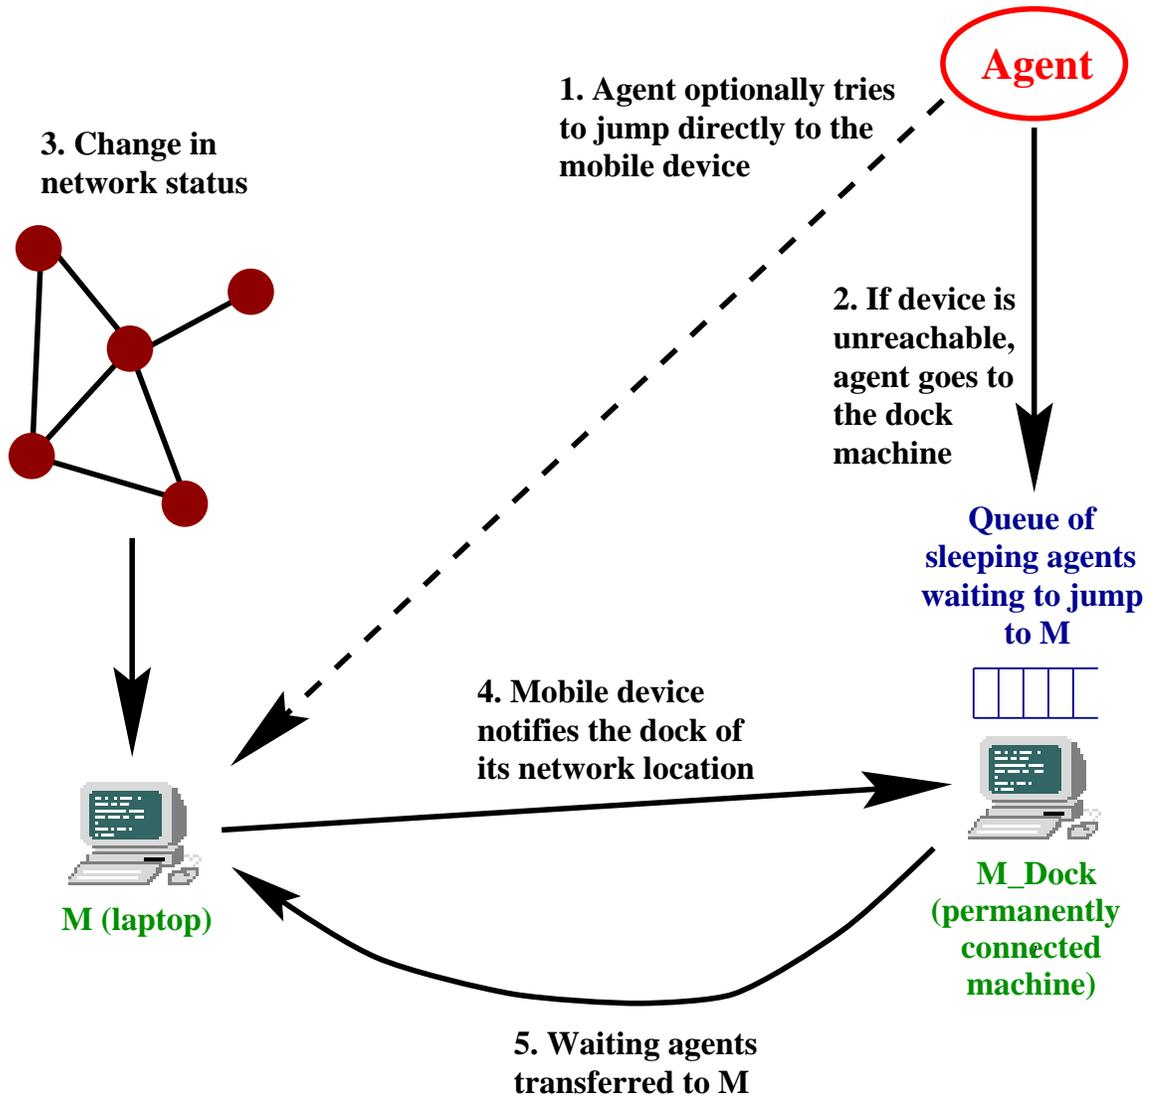 Agent
1. Agent optionally tries
to jump directly to the
mobile device
3. Change in
network status
2. If device is
unreachable,
agent goes to
the dock
machine
Queue of
sleeping agents
waiting to jump
to M
4. Mobile device
notifies the dock of
its network location
M (laptop)
M_Dock
(permanently
connected
machine)
5. Waiting agents
transferred to M